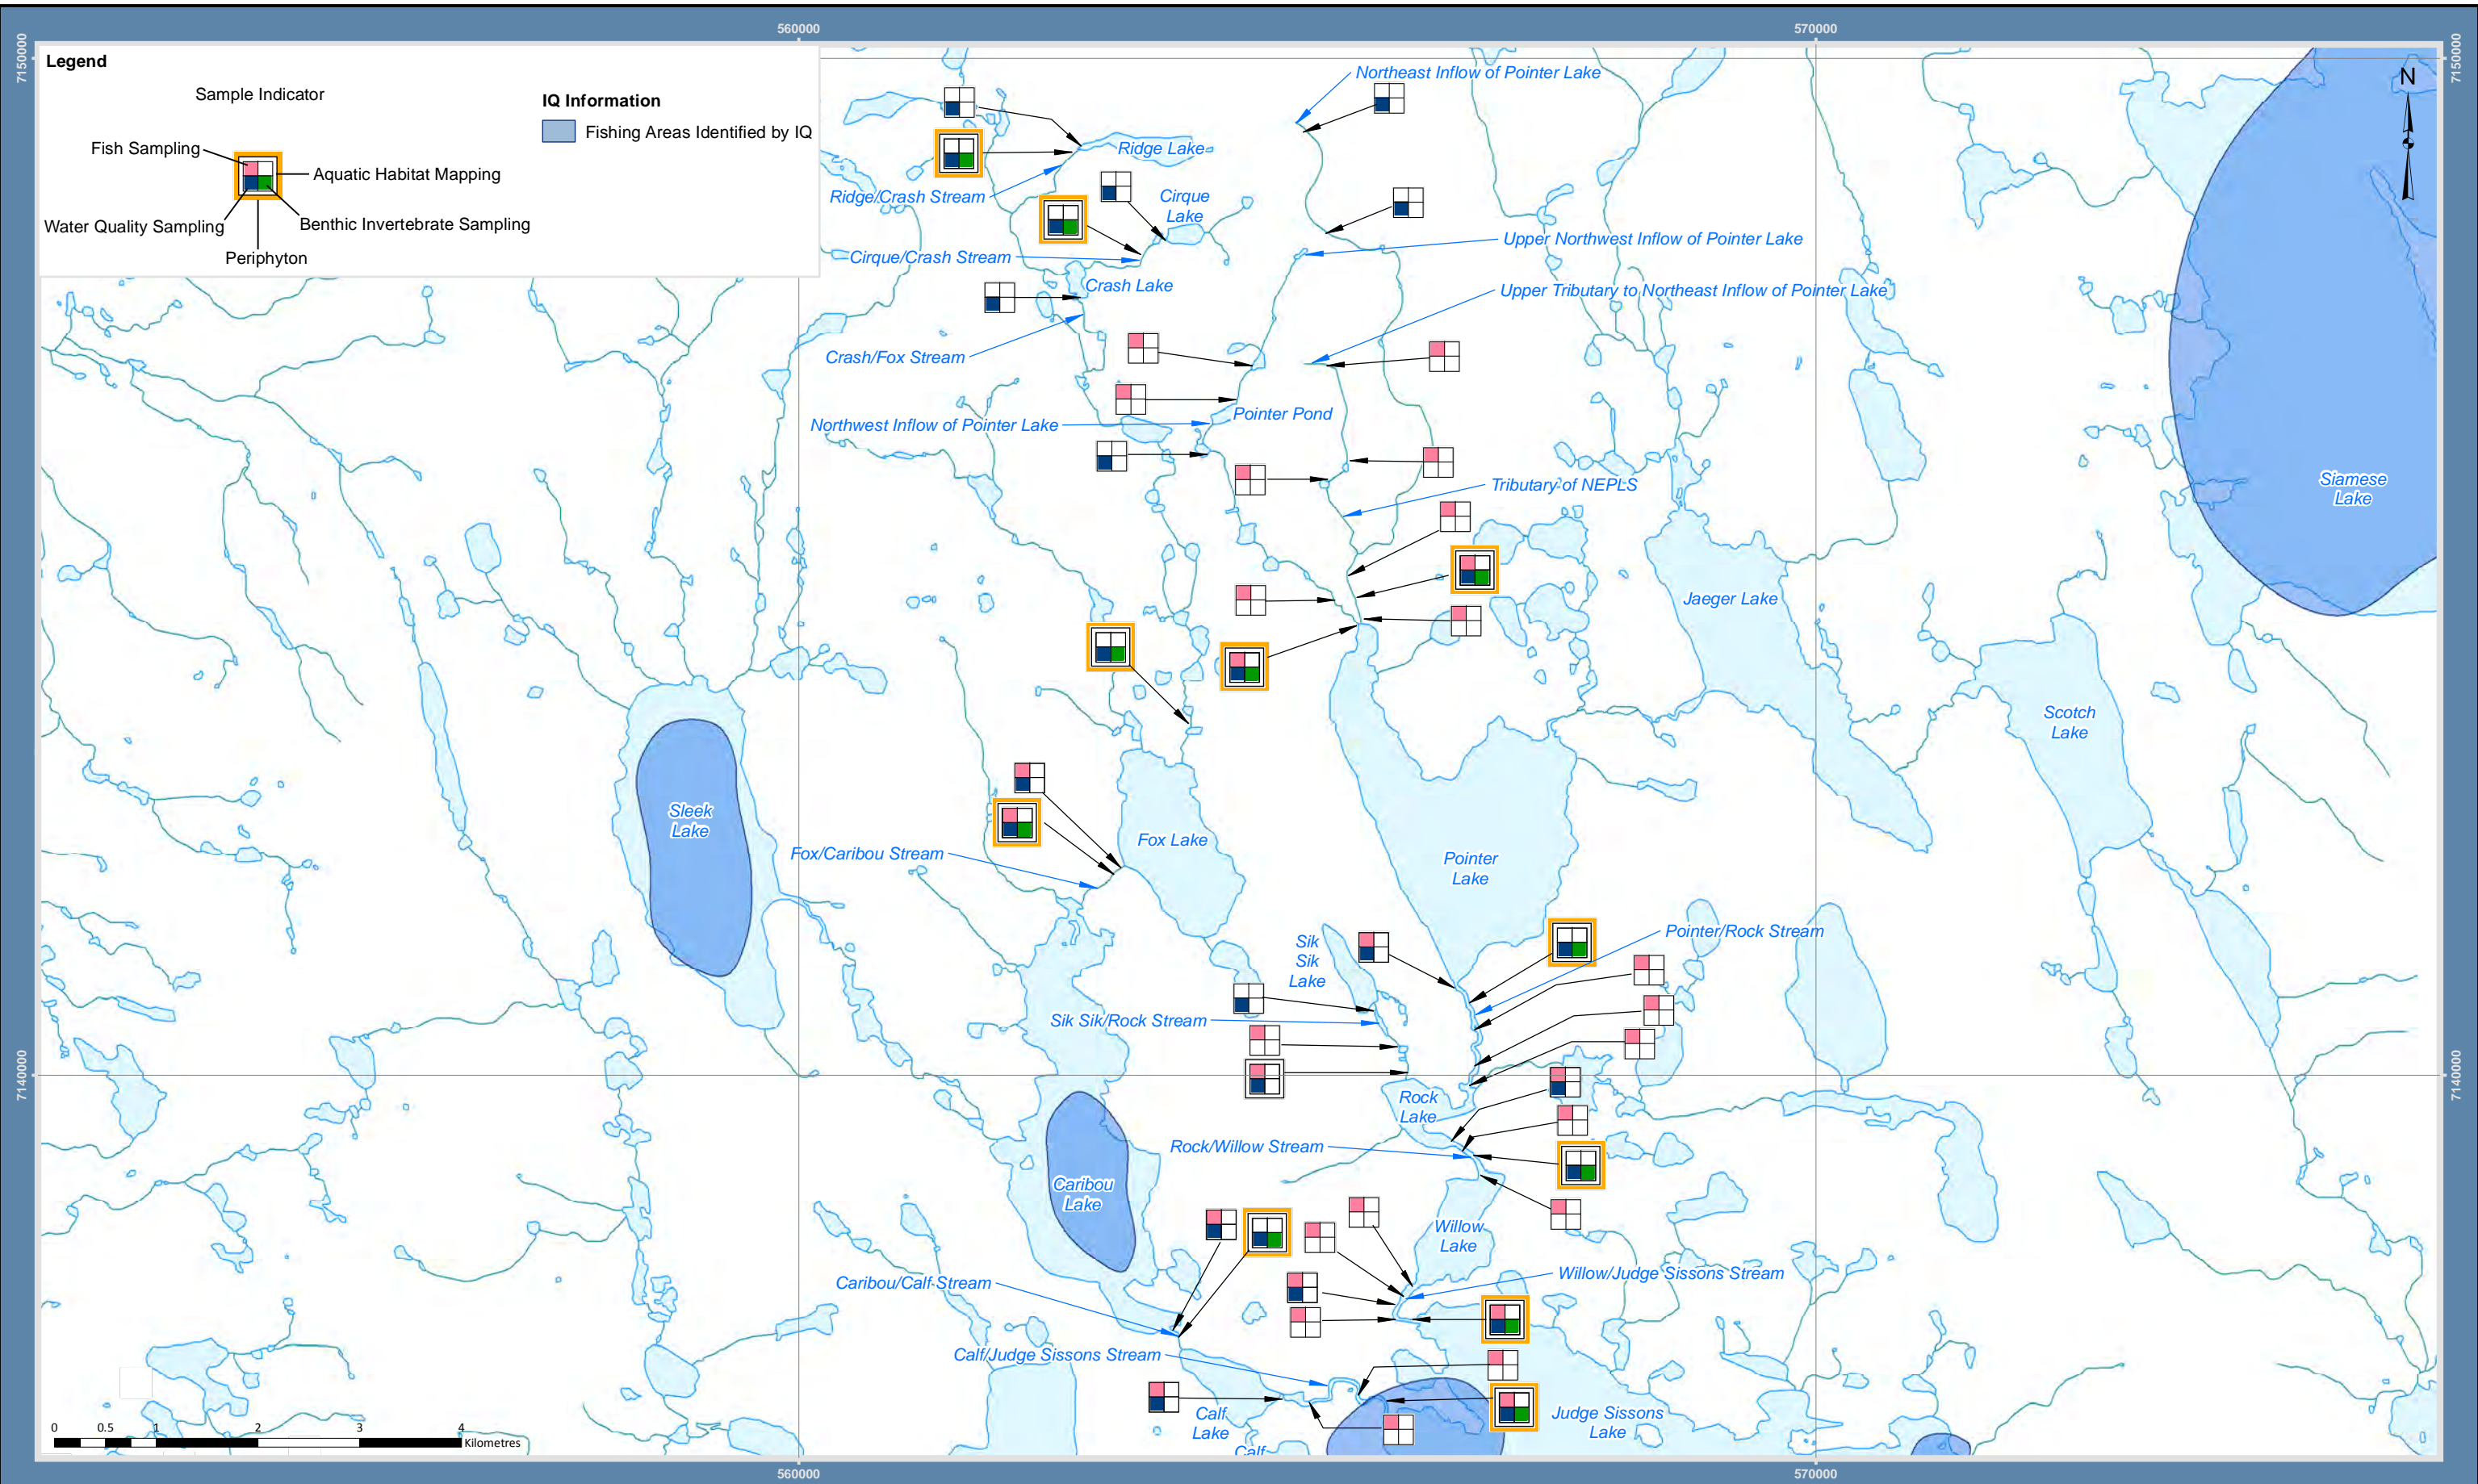 560000
570000
7150000
7150000
Legend
Sample Indicator
Fish Sampling
Aquatic Habitat Mapping
Water Quality Sampling
Benthic Invertebrate Sampling
Periphyton
IQ Information
Fishing Areas Identified by IQ
N
Northeast Inflow of Pointer Lake
Ridge Lake
Ridge/Crash Stream
Cirque
Lake
Upper Northwest Inflow of Pointer Lake
Cirque/Crash Stream
Crash Lake
Upper Tributary to Northeast Inflow of Pointer Lake
Crash/Fox Stream
Pointer Pond
Northwest Inflow of Pointer Lake
Tributary of NEPLS
Siamese
Lake
Jaeger Lake
Scotch
Lake
Sleek
Lake
Fox Lake
Fox/Caribou Stream
Pointer
Lake
Pointer/Rock Stream
Sik
Sik
Lake
Sik Sik/Rock Stream
7140000
7140000
Rock
Lake
Rock/Willow Stream
Caribou
Lake
Willow
Lake
Caribou/Calf Stream
Willow/Judge Sissons Stream
Calf/Judge Sissons Stream
Calf
Lake
Judge Sissons
Lake
Calf
0 0.5 1 2 3 4
Kilometres
560000
570000